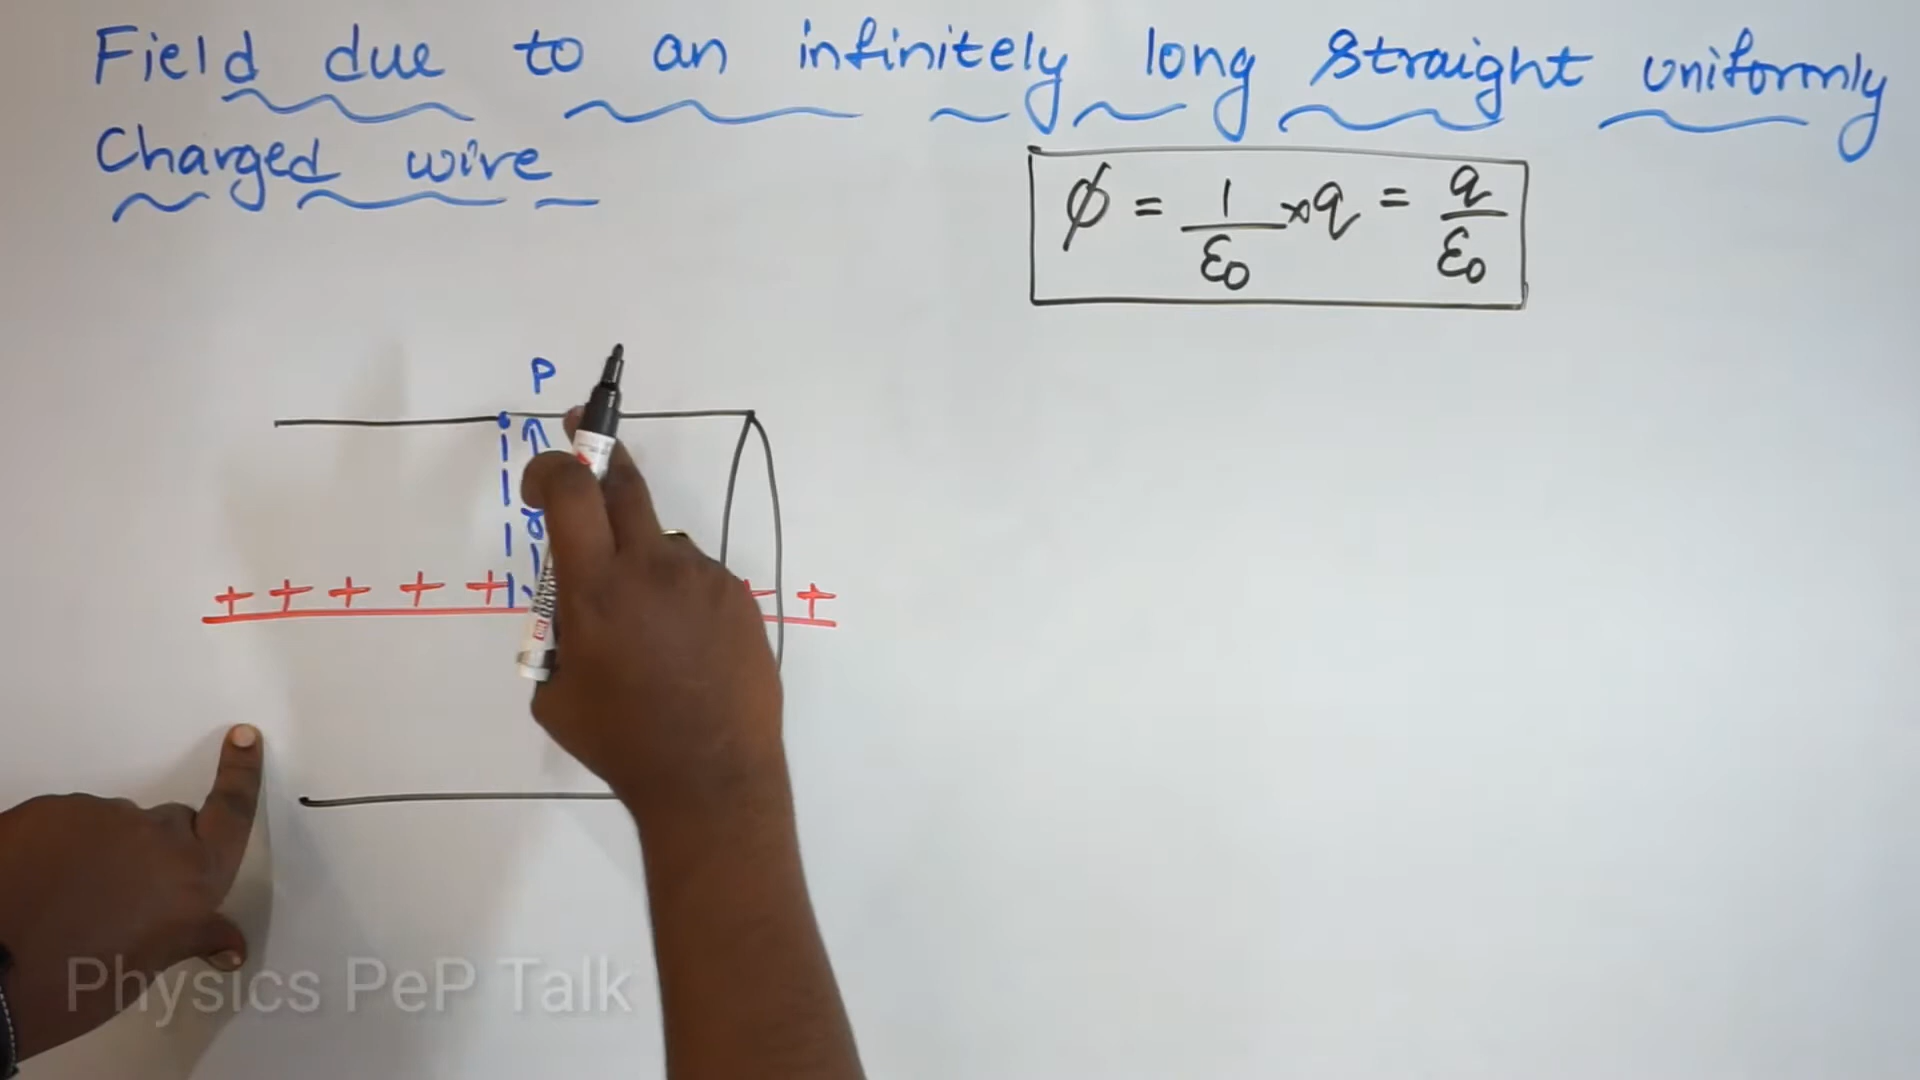 Field due to an infinitely long straight uniformly
Charged wire
ϕ = 1/ε0 × q = q/ε0
P
r
+ + + + + + +
Physics PeP Talk